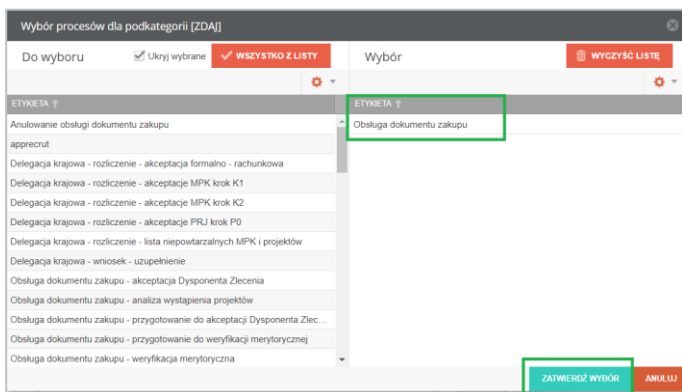 Wybór procesów dla podkategorii [ZDAJ]
Do wyboru
Ukryj wybrane
WSZYSTKO Z LISTY
Wybór
WYCZYŚĆ LISTĘ
ETYKIETA ↑
ETYKIETA ↑
Anulowanie obsługi dokumentu zakupu
Obsługa dokumentu zakupu
apprecrut
Delegacja krajowa - rozliczenie - akceptacja formalno - rachunkowa
Delegacja krajowa - rozliczenie - akceptacje MPK krok K1
Delegacja krajowa - rozliczenie - akceptacje MPK krok K2
Delegacja krajowa - rozliczenie - akceptacje PRJ krok P0
Delegacja krajowa - rozliczenie - lista niepowtarzalnych MPK i projektów
Delegacja krajowa - wniosek - uzupełnienie
Obsługa dokumentu zakupu - akceptacja Dysponenta Zlecenia
Obsługa dokumentu zakupu - analiza wystąpienia projektów
Obsługa dokumentu zakupu - przygotowanie do akceptacji Dysponenta Zlec...
Obsługa dokumentu zakupu - przygotowanie do weryfikacji merytorycznej
Obsługa dokumentu zakupu - weryfikacja merytoryczna
ZATWIERDŹ WYBÓR
ANULUJ